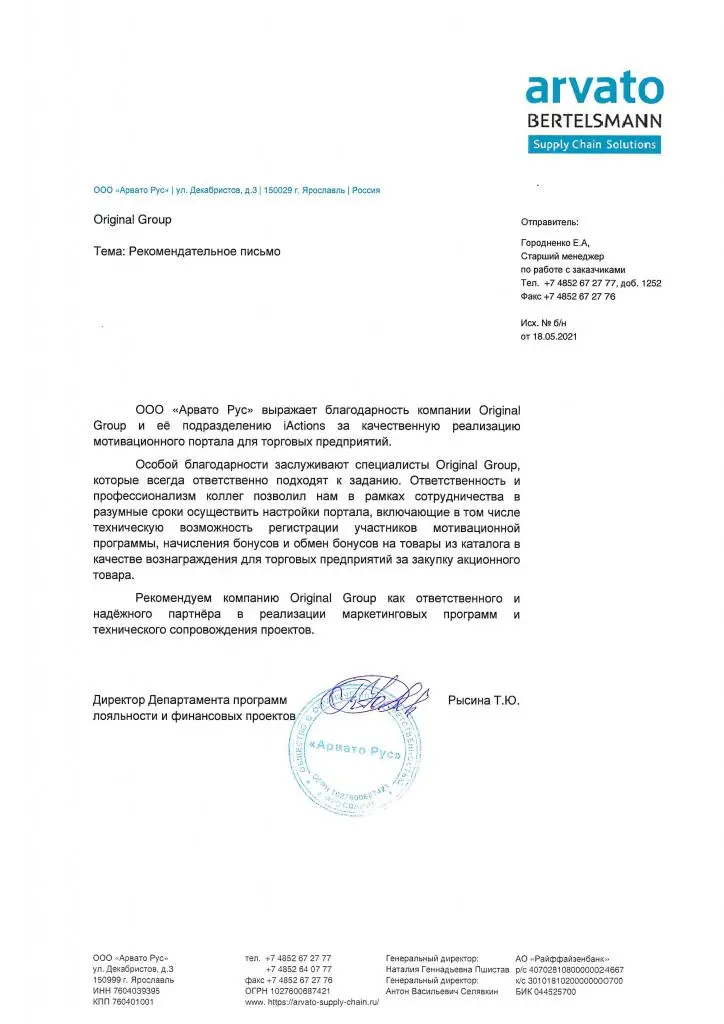 arvato
BERTELSMANN
Supply Chain Solutions
ООО «Арвато Рус» | ул. Декабристов, д.3 | 150029 г. Ярославль | Россия
Original Group
Тема: Рекомендательное письмо
Отправитель:
Городненко Е.А,
Старший менеджер
по работе с заказчиками
Тел. +7 4852 67 27 77, доб. 1252
Факс +7 4852 67 27 76
Исх. № б/н
от 18.05.2021
ООО «Арвато Рус» выражает благодарность компании Original
Group и её подразделению iActions за качественную реализацию
мотивационного портала для торговых предприятий.
Особой благодарности заслуживают специалисты Original Group,
которые всегда ответственно подходят к заданию. Ответственность и
профессионализм коллег позволил нам в рамках сотрудничества в
разумные сроки осуществить настройки портала, включающие в том числе
техническую возможность регистрации участников мотивационной
программы, начисления бонусов и обмен бонусов на товары из каталога в
качестве вознаграждения для торговых предприятий за закупку акционного
товара.
Рекомендуем компанию Original Group как ответственного и
надёжного партнёра в реализации маркетинговых программ и
технического сопровождения проектов.
Директор Департамента программ
лояльности и финансовых проектов
Рысина Т.Ю.
«Арвато Рус»
ОГРН 1027600687421
ООО «Арвато Рус»
ул. Декабристов, д.3
150999 г. Ярославль
ИНН 7604039395
КПП 760401001
тел. +7 4852 67 27 77
+7 4852 64 07 77
факс +7 4852 67 27 76
ОГРН 1027600687421
www. https://arvato-supply-chain.ru/
Генеральный директор:
Наталия Геннадьевна Пшистав
Генеральный директор:
Антон Васильевич Селявкин
АО «Райффайзенбанк»
р/с 40702810800000024667
к/с 30101810200000000700
БИК 044525700